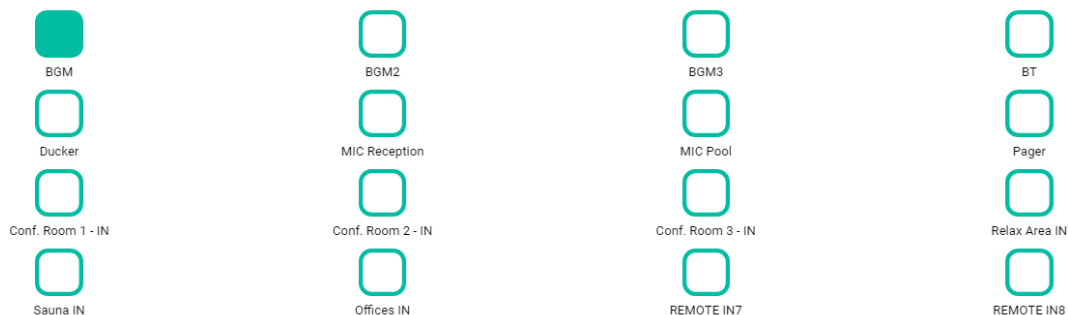 BGM
BGM2
BGM3
BT
Ducker
MIC Reception
MIC Pool
Pager
Conf. Room 1 - IN
Conf. Room 2 - IN
Conf. Room 3 - IN
Relax Area IN
Sauna IN
Offices IN
REMOTE IN7
REMOTE IN8